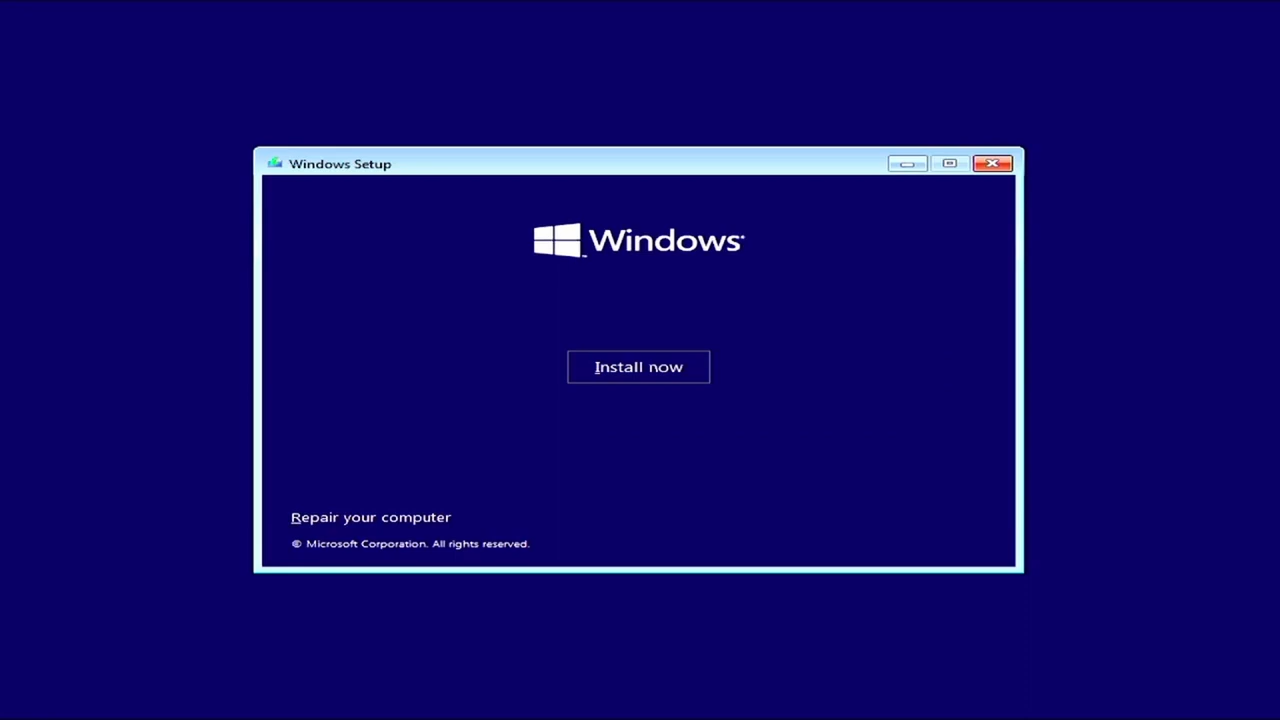 Windows Setup
Windows
Install now
Repair your computer
© Microsoft Corporation. All rights reserved.